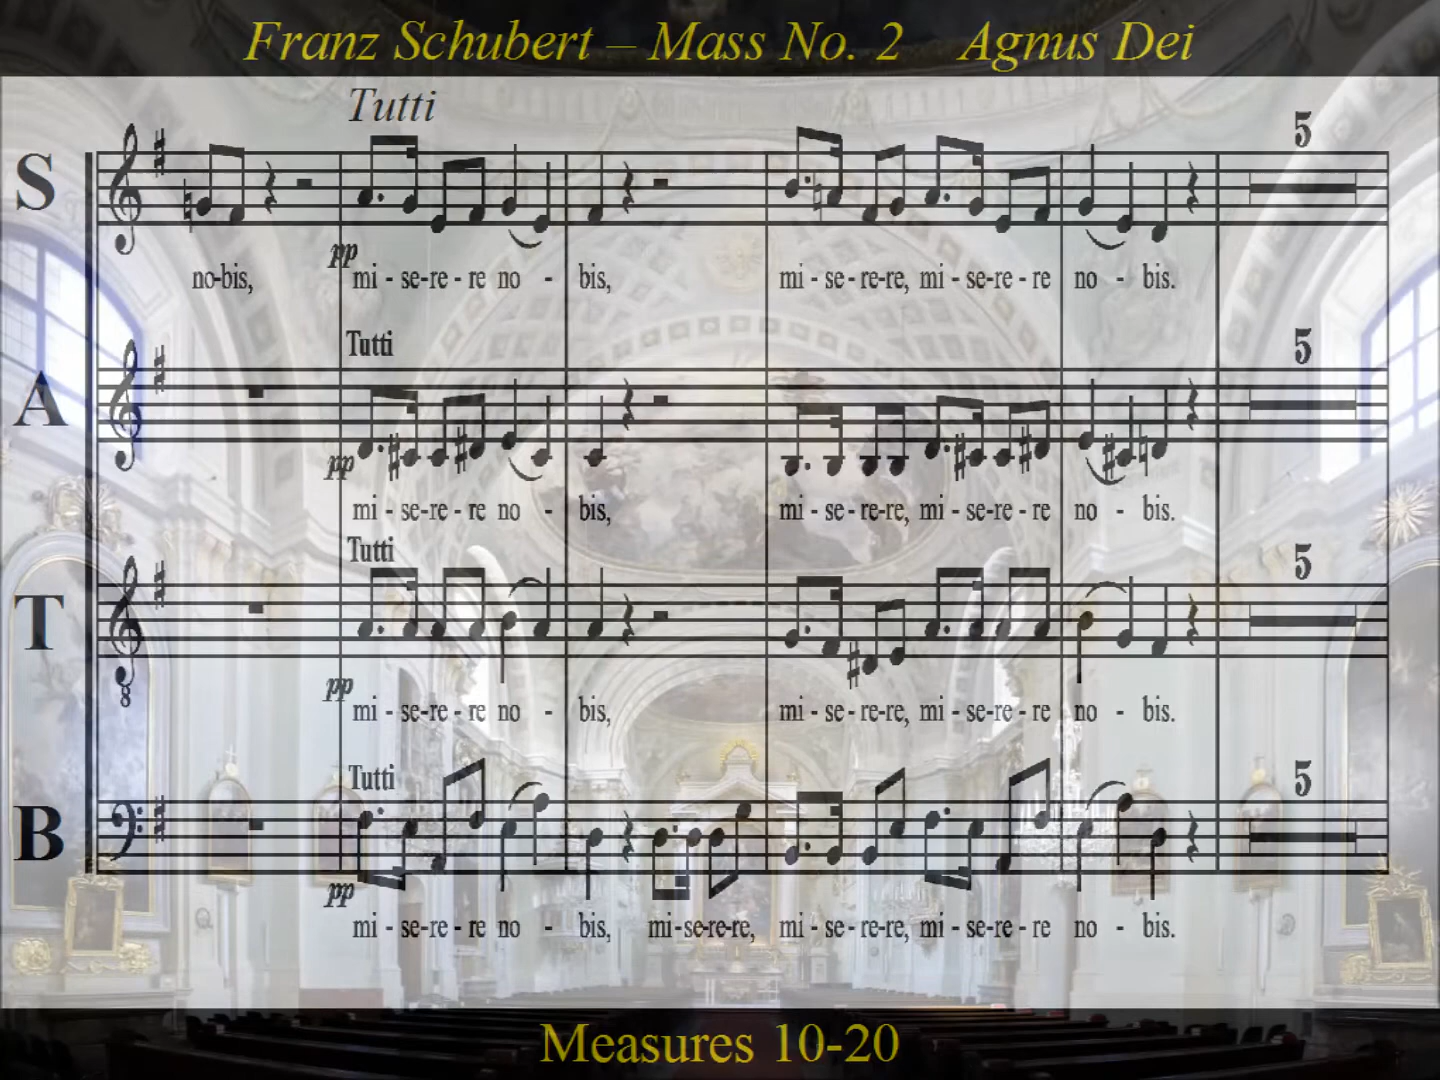 Franz Schubert – Mass No. 2 Agnus Dei
Tutti
5
S
pp
no-bis, mi - se-re - re no - bis, mi - se-re-re, mi - se-re - re no - bis.
Tutti
5
A
pp
mi - se-re - re no - bis, mi - se-re-re, mi - se-re - re no - bis.
Tutti
5
T
8
pp
mi - se-re - re no - bis, mi - se-re-re, mi - se-re - re no - bis.
Tutti
5
B
pp
mi - se-re - re no - bis, mi-se-re-re, mi - se-re-re, mi - se-re - re no - bis.
Measures 10-20